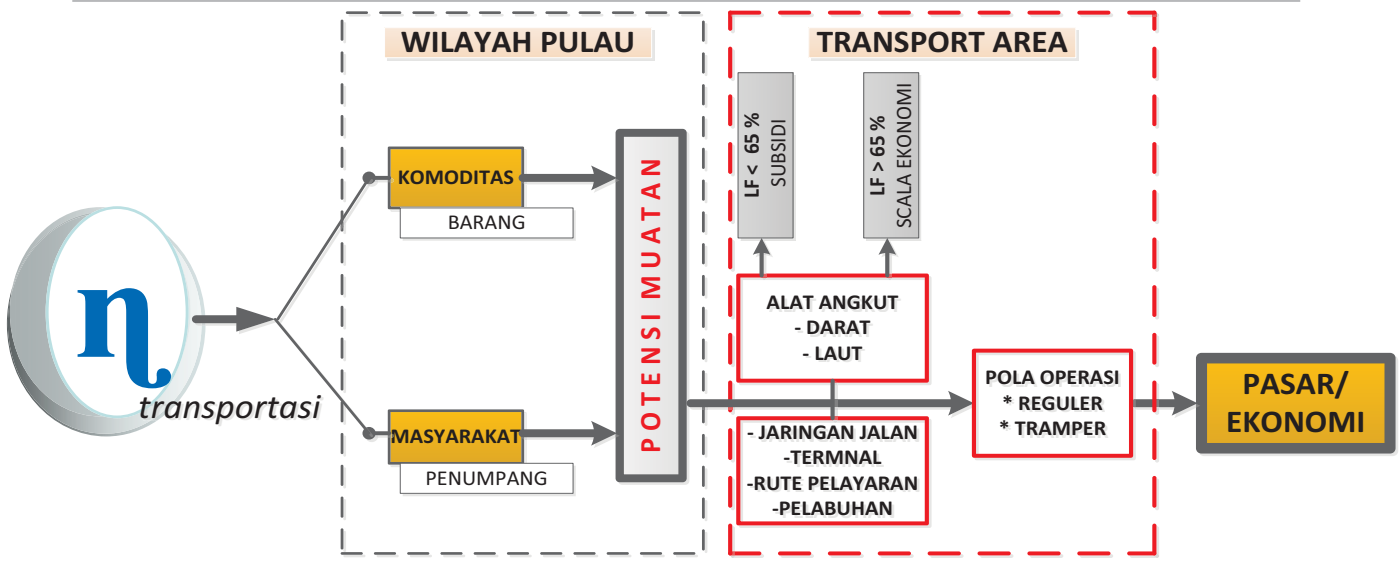 WILAYAH PULAU
TRANSPORT AREA
LF < 65 %
SUBSIDI
LF > 65 %
SCALA EKONOMI
KOMODITAS
BARANG
POTENSI MUATAN
η
transportasi
ALAT ANGKUT
- DARAT
- LAUT
POLA OPERASI
* REGULER
* TRAMPER
PASAR/
EKONOMI
MASYARAKAT
PENUMPANG
- JARINGAN JALAN
-TERMNAL
-RUTE PELAYARAN
-PELABUHAN